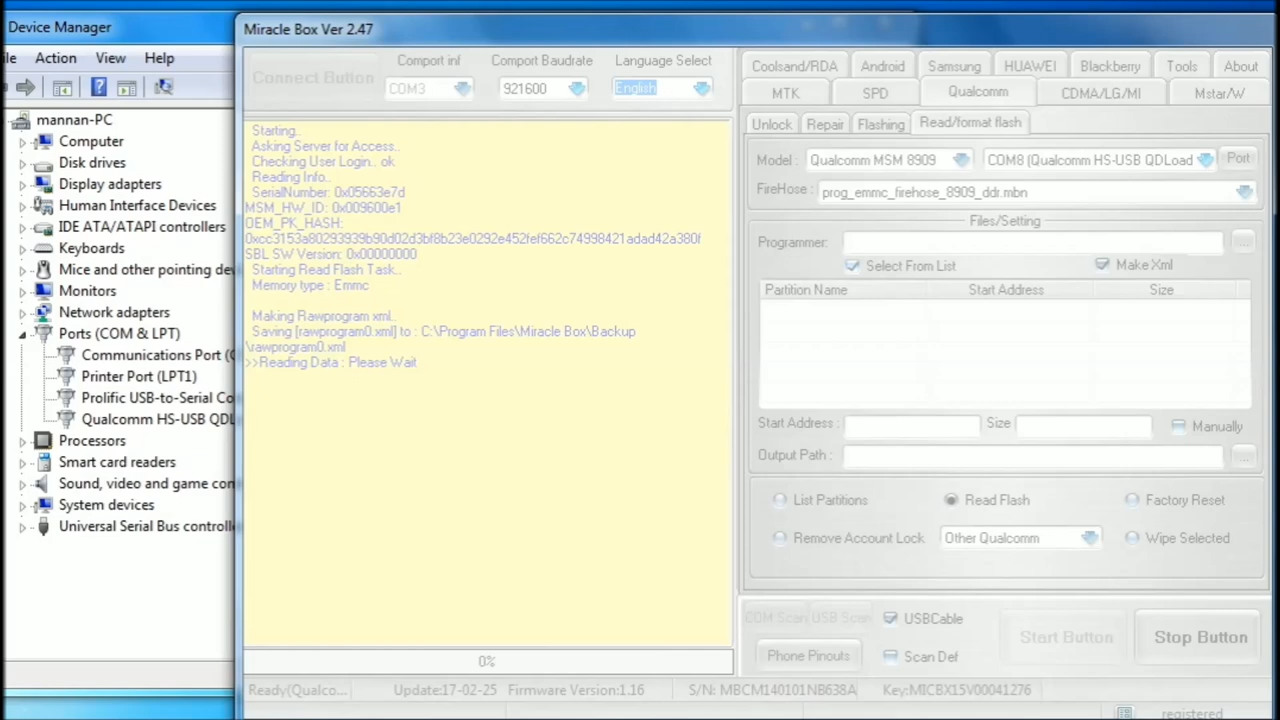 Device Manager
Action View Help
mannan-PC
Computer
Disk drives
Display adapters
Human Interface Devices
IDE ATA/ATAPI controllers
Keyboards
Mice and other pointing
Monitors
Network adapters
Ports (COM & LPT)
Communications Port
Printer Port (LPT1)
Prolific USB-to-Serial
Qualcomm HS-USB
Processors
Smart card readers
Sound, video and game
System devices
Universal Serial Bus
Miracle Box Ver 2.47
Connect Button
Comport inf
COM3
Comport Baudrate
921600
Language Select
English
Starting..
Asking Server for Access..
Checking User Login.. ok
Reading Info..
SerialNumber: 0x05663e7d
MSM_HW_ID: 0x009600e1
OEM_PK_HASH:
0xcc3153a80293939b90d02d3bf8b23e0292e452fef662c74998421adad42a380f
SBL SW Version: 0x00000000
Starting Read Flash Task..
Memory type : Emmc
Making Rawprogram xml..
Saving [rawprogram0.xml] to : C:\Program Files\Miracle Box\Backup
\rawprogram0.xml
>>Reading Data : Please Wait
0%
Coolsand/RDA Android Samsung HUAWEI Blackberry Tools About
MTK SPD Qualcomm CDMA/LG/MI Mstar/W
Unlock Repair Flashing Read/format flash
Model : Qualcomm MSM 8909 COM8 (Qualcomm HS-USB QDLoad Port
FireHose : prog_emmc_firehose_8909_ddr.mbn
Files/Setting
Programmer: ...
Select From List Make Xml
Partition Name Start Address Size
Start Address : Size Manually
Output Path : ...
List Partitions Read Flash Factory Reset
Remove Account Lock Other Qualcomm Wipe Selected
COM Scan USB Scan USBCable Start Button Stop Button
Phone Pinouts Scan Def
Ready(Qualco... Update:17-02-25 Firmware Version:1.16 S/N: MBCM140101NB638A Key:MICBX15V00041276
registered